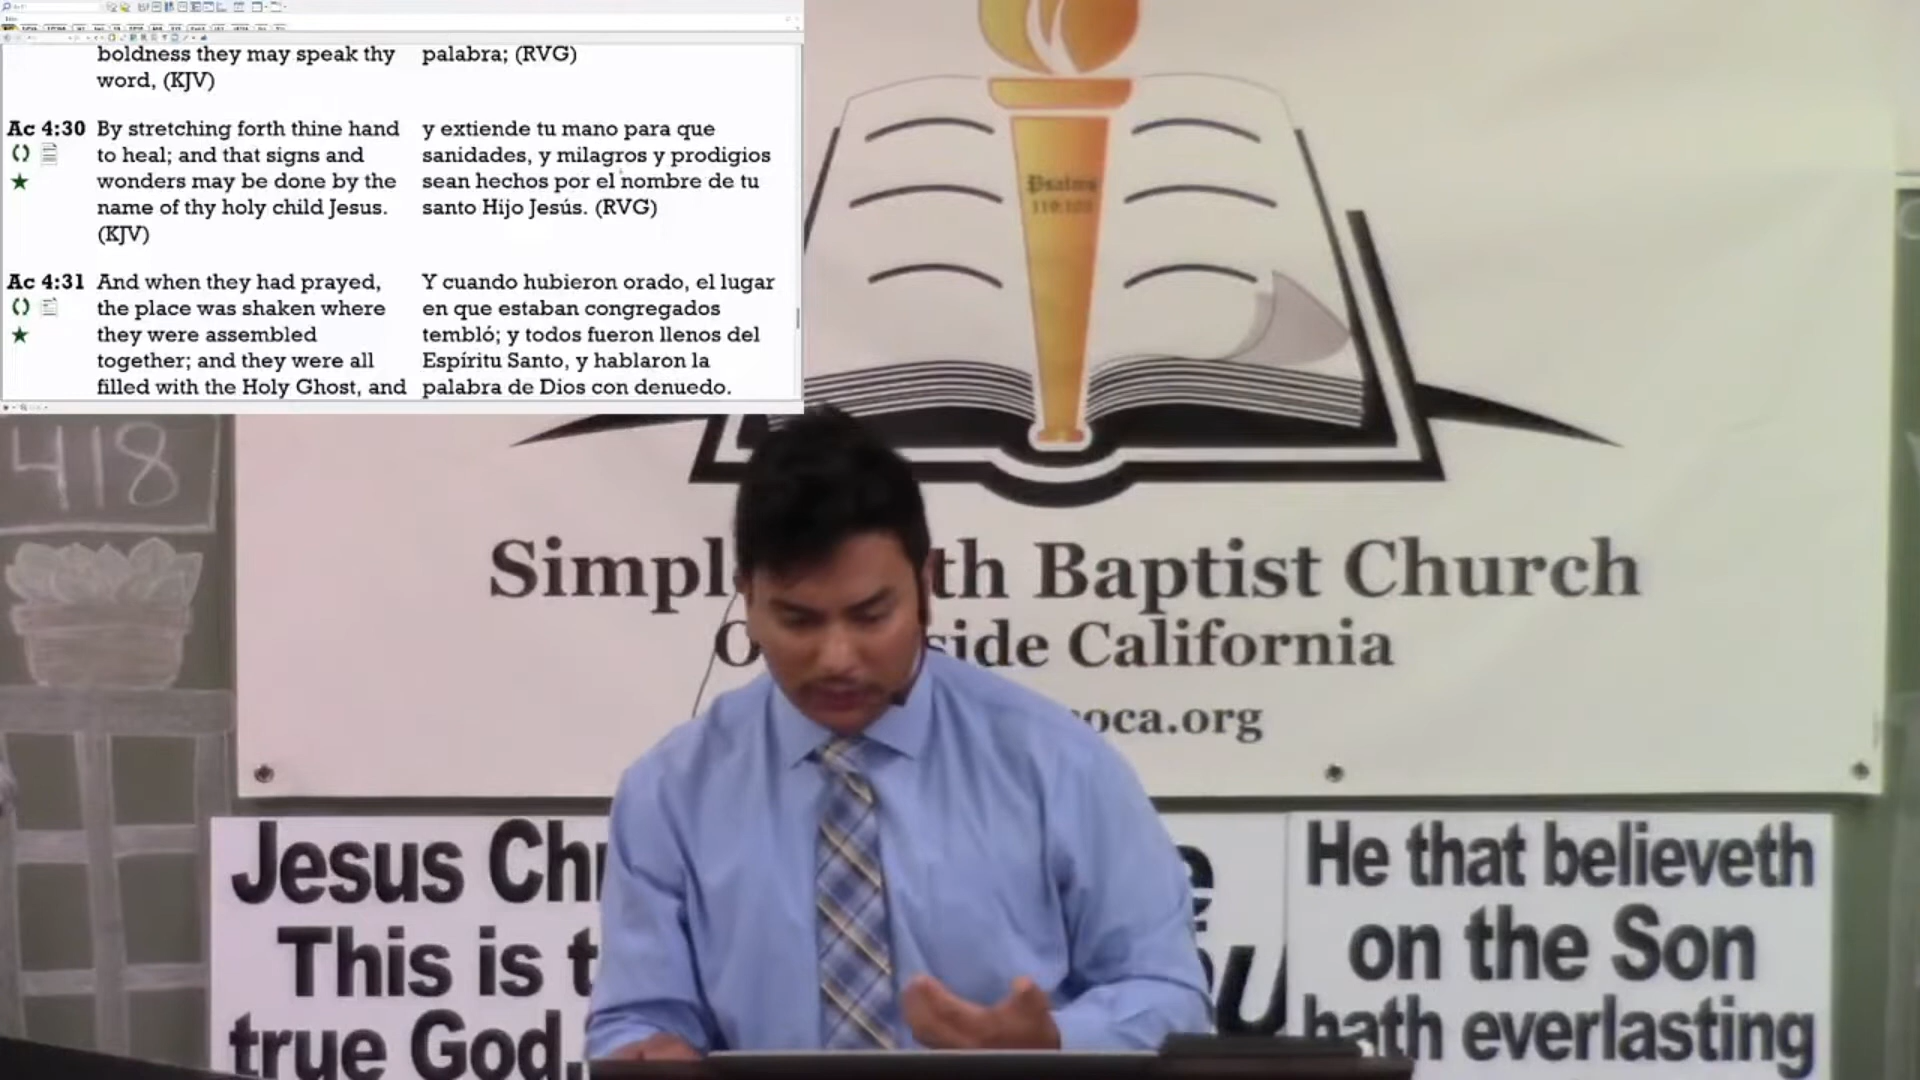 boldness they may speak thy
word, (KJV)
palabra; (RVG)
Ac 4:30
By stretching forth thine hand
to heal; and that signs and
wonders may be done by the
name of thy holy child Jesus.
(KJV)
y extiende tu mano para que
sanidades, y milagros y prodigios
sean hechos por el nombre de tu
santo Hijo Jesús. (RVG)
Ac 4:31
And when they had prayed,
the place was shaken where
they were assembled
together; and they were all
filled with the Holy Ghost, and
Y cuando hubieron orado, el lugar
en que estaban congregados
tembló; y todos fueron llenos del
Espíritu Santo, y hablaron la
palabra de Dios con denuedo.
Psalms
418
Simpl th Baptist Church
O side California
oca.org
Jesus Ch
This is t
true God.
He that believeth
on the Son
hath everlasting